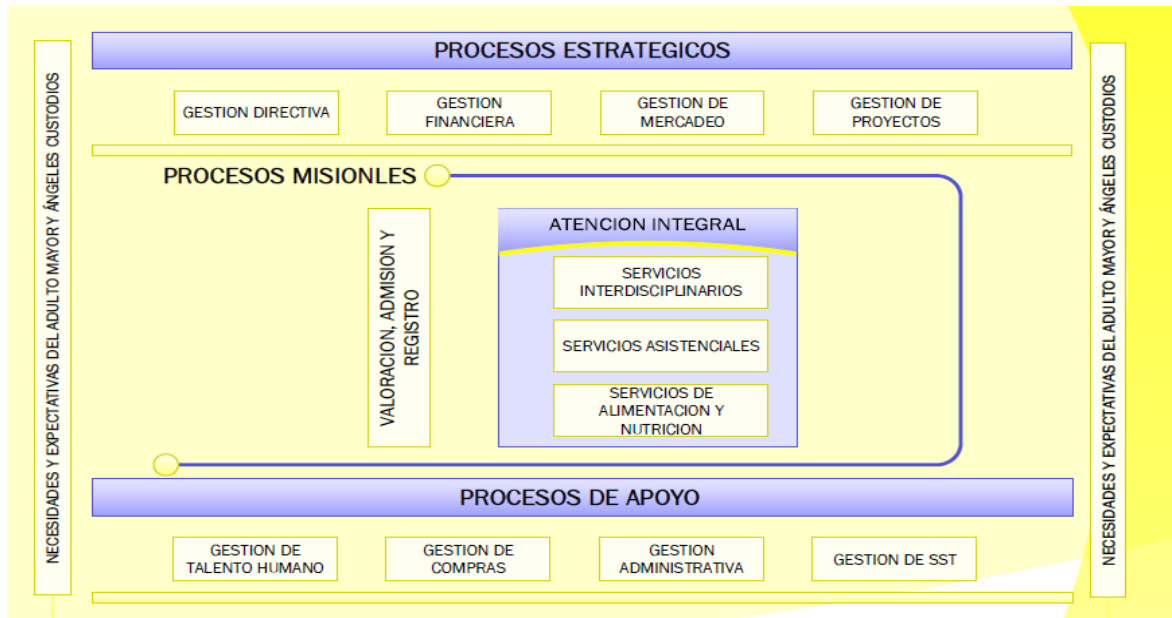 NECESIDADES Y EXPECTATIVAS DEL ADULTO MAYOR Y ÁNGELES CUSTODIOS
PROCESOS ESTRATEGICOS
GESTION DIRECTIVA
GESTION
FINANCIERA
GESTION DE
MERCADEO
GESTION DE
PROYECTOS
PROCESOS MISIONLES
VALORACION, ADMISION Y
REGISTRO
ATENCION INTEGRAL
SERVICIOS
INTERDISCIPLINARIOS
SERVICIOS ASISTENCIALES
SERVICIOS DE
ALIMENTACION Y
NUTRICION
PROCESOS DE APOYO
GESTION DE
TALENTO HUMANO
GESTION DE
COMPRAS
GESTION
ADMINISTRATIVA
GESTION DE SST
NECESIDADES Y EXPECTATIVAS DEL ADULTO MAYOR Y ÁNGELES CUSTODIOS